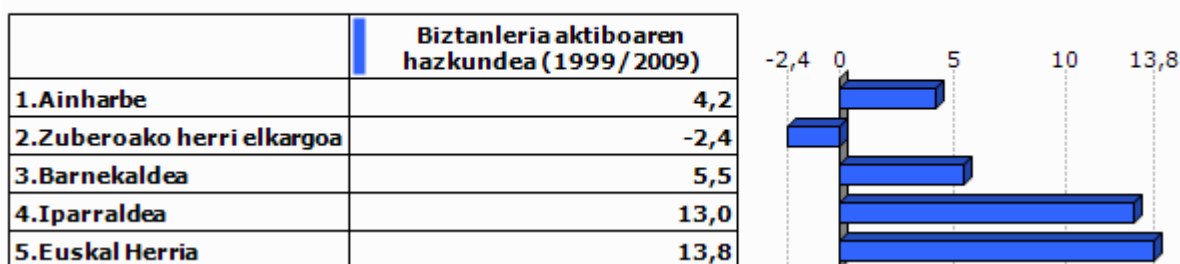 Biztanleria aktiboaren
hazkundea (1999/2009)
-2,4 0 5 10 13,8
1.Ainharbe 4,2
2.Zuberoako herri elkargoa -2,4
3.Barnekaldea 5,5
4.Iparraldea 13,0
5.Euskal Herria 13,8